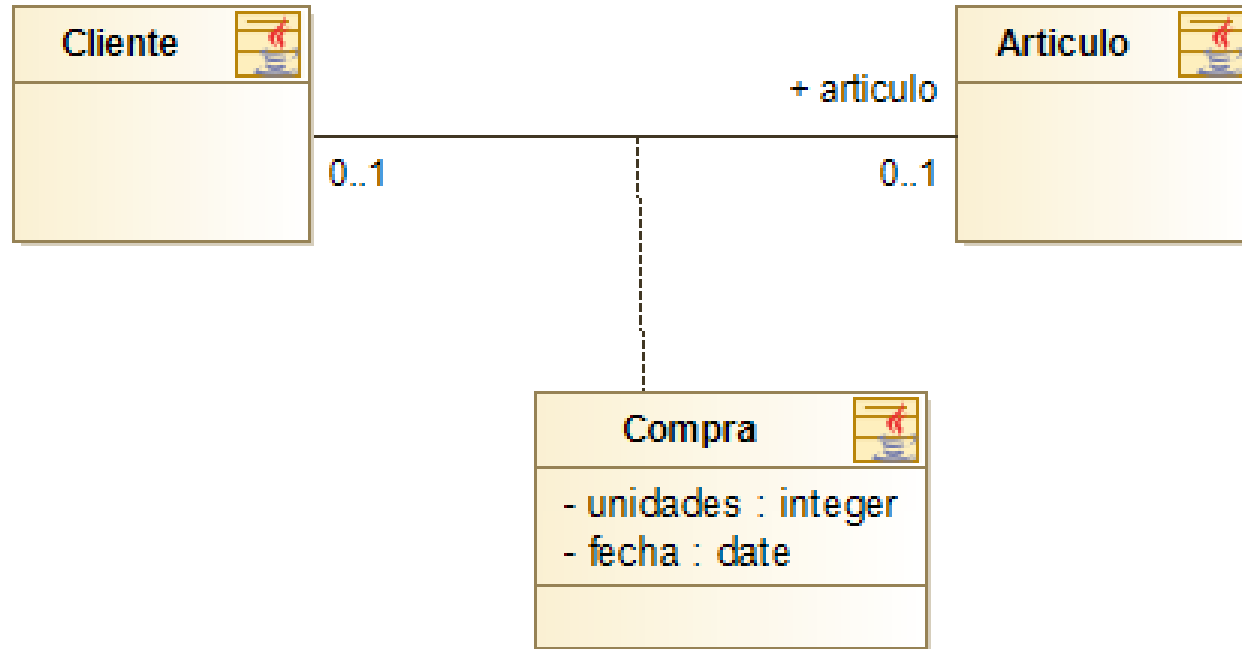 Cliente
Articulo
+ articulo
0..1
0..1
Compra
- unidades : integer
- fecha : date